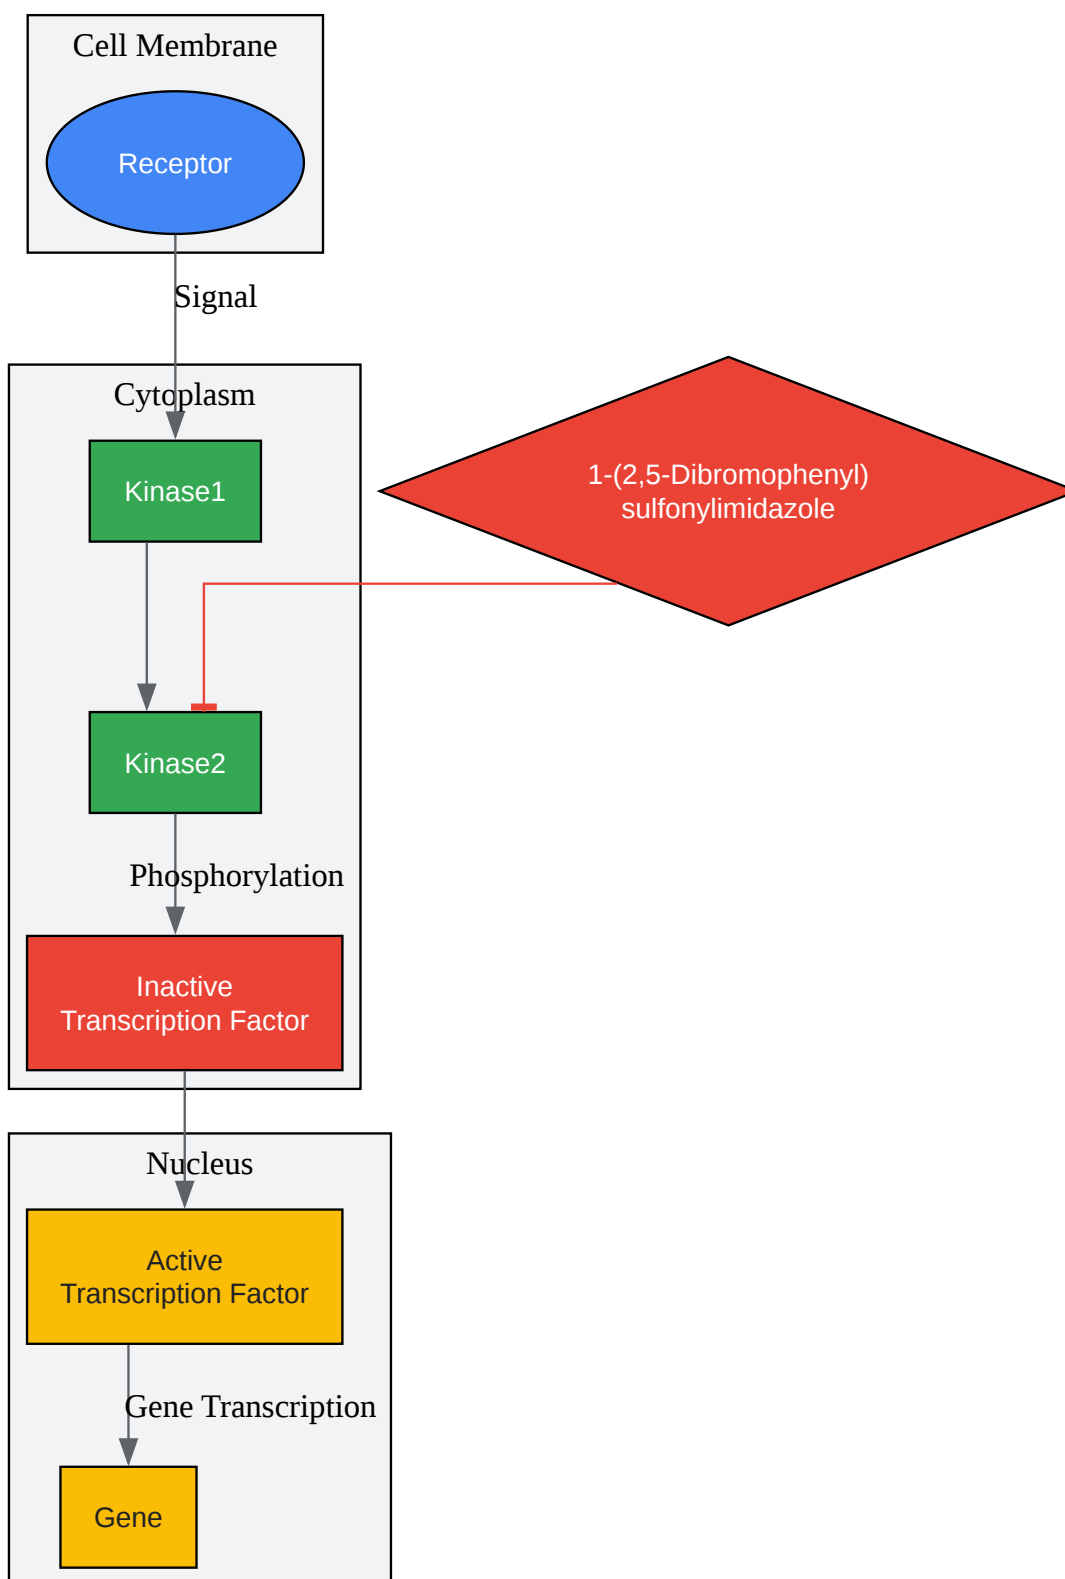 Cell Membrane
Receptor
Signal
Cytoplasm
Kinase1
1-(2,5-Dibromophenyl)
sulfonylimidazole
Kinase2
Phosphorylation
Inactive
Transcription Factor
Nucleus
Active
Transcription Factor
Gene Transcription
Gene